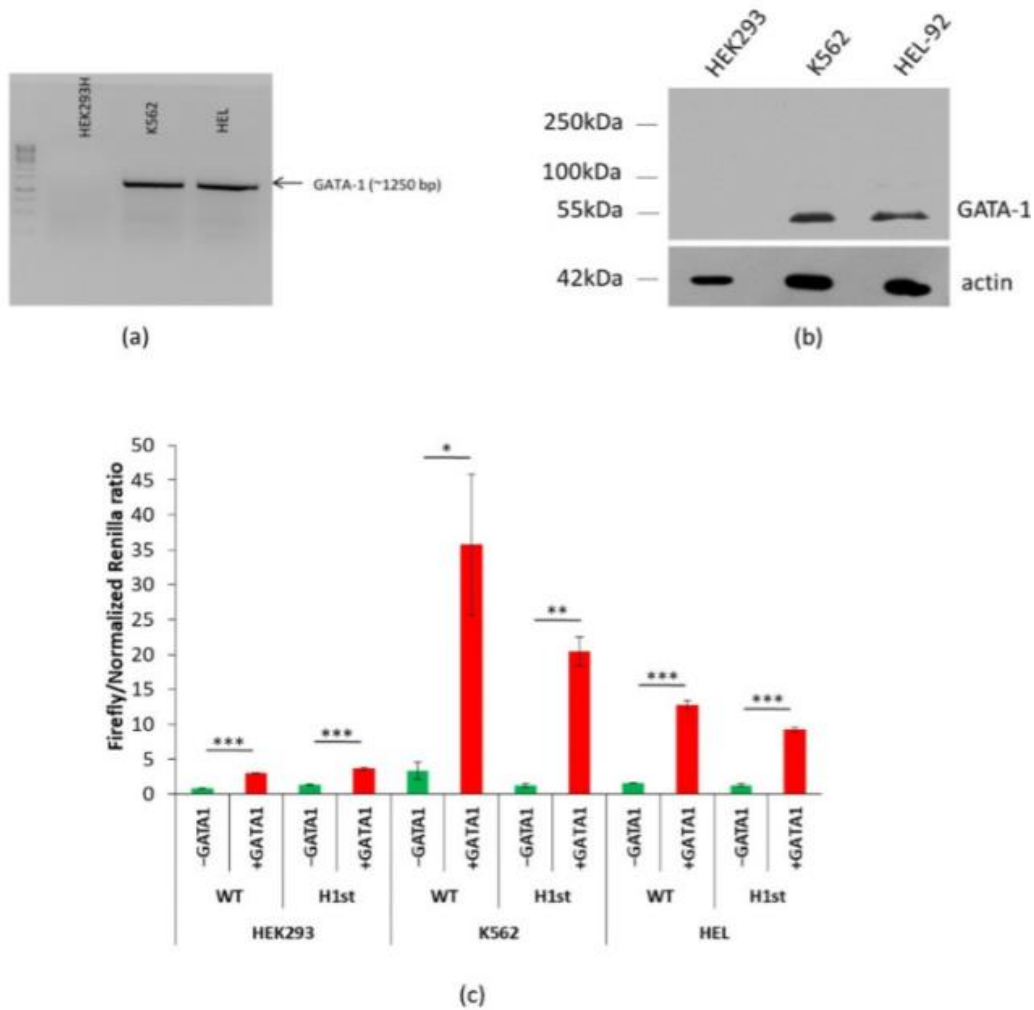 HEK293H
K562
HEL
GATA-1 (~1250 bp)
(a)
HEK293
K562
HEL-92
250kDa
100kDa
55kDa
GATA-1
42kDa
actin
(b)
Firefly/Normalized Renilla ratio
50
45
40
35
30
25
20
15
10
5
0
***
***
*
**
***
***
−GATA1
+GATA1
−GATA1
+GATA1
−GATA1
+GATA1
−GATA1
+GATA1
−GATA1
+GATA1
−GATA1
+GATA1
WT H1st WT H1st WT H1st
HEK293 K562 HEL
(c)